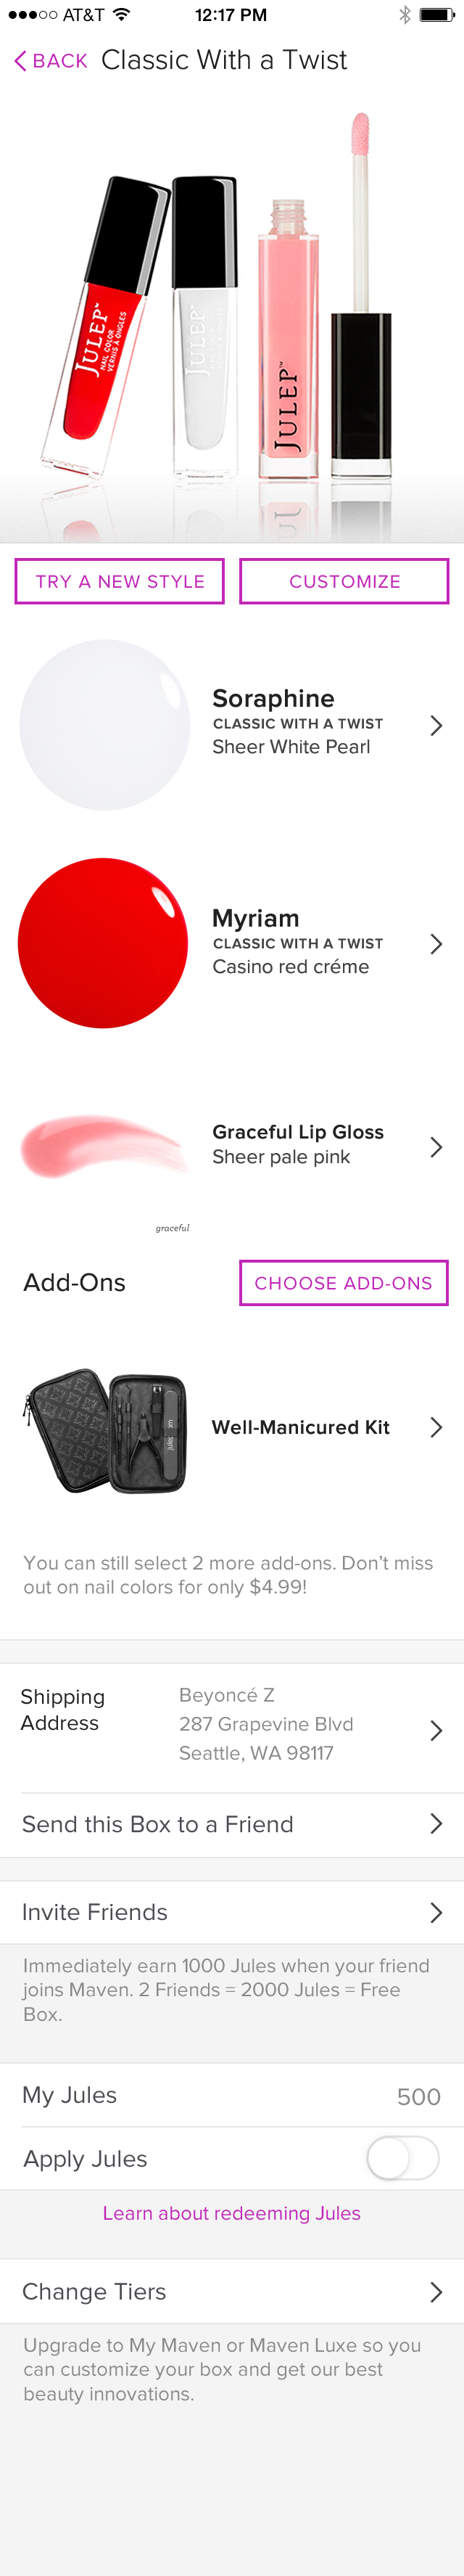 AT&T 12:17 PM
BACK Classic With a Twist
JULEP™
NAIL COLOR
VERNIS À ONGLES
JULEP™
JULEP™
TRY A NEW STYLE
CUSTOMIZE
Soraphine
CLASSIC WITH A TWIST
Sheer White Pearl
Myriam
CLASSIC WITH A TWIST
Casino red créme
Graceful Lip Gloss
Sheer pale pink
graceful
Add-Ons
CHOOSE ADD-ONS
Well-Manicured Kit
You can still select 2 more add-ons. Don’t miss
out on nail colors for only $4.99!
Shipping
Address
Beyoncé Z
287 Grapevine Blvd
Seattle, WA 98117
Send this Box to a Friend
Invite Friends
Immediately earn 1000 Jules when your friend
joins Maven. 2 Friends = 2000 Jules = Free
Box.
My Jules 500
Apply Jules
Learn about redeeming Jules
Change Tiers
Upgrade to My Maven or Maven Luxe so you
can customize your box and get our best
beauty innovations.